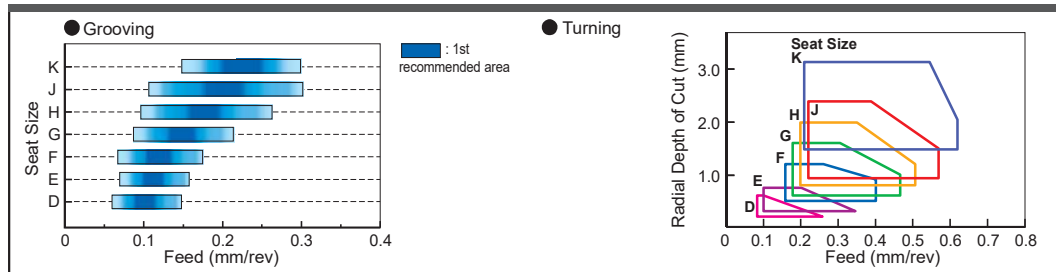 Grooving
K
J
H
G
F
E
D
Seat Size
0
0.1
0.2
0.3
0.4
Feed (mm/rev)
: 1st
recommended area
Turning
Seat Size
K
H
J
G
F
E
D
3.0
2.0
1.0
Radial Depth of Cut (mm)
0
0.1
0.2
0.3
0.4
0.5
0.6
0.7
0.8
Feed (mm/rev)